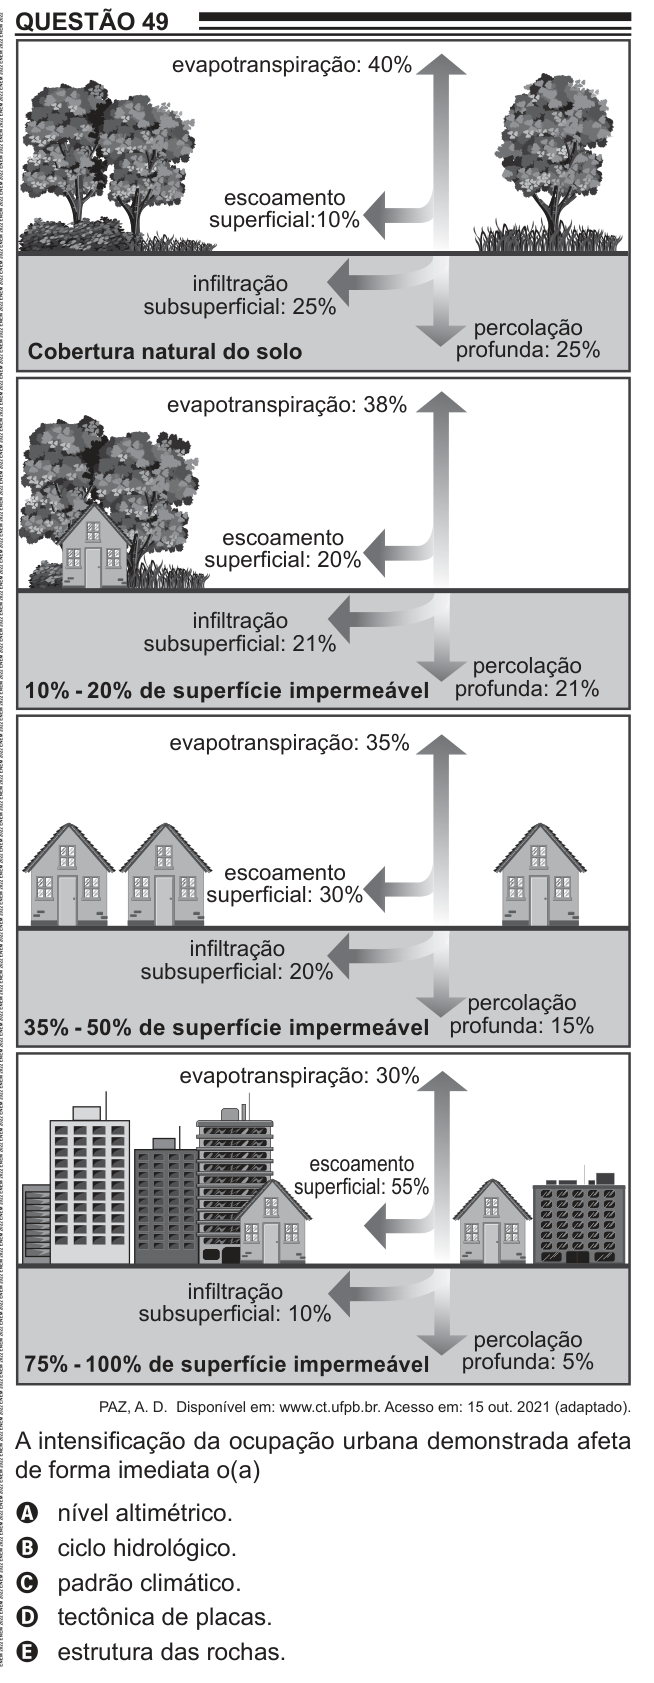 QUESTÃO 49
evapotranspiração: 40%
escoamento
superficial:10%
infiltração
subsuperficial: 25%
percolação
profunda: 25%
Cobertura natural do solo
evapotranspiração: 38%
escoamento
superficial: 20%
infiltração
subsuperficial: 21%
percolação
profunda: 21%
10% - 20% de superfície impermeável
evapotranspiração: 35%
escoamento
superficial: 30%
infiltração
subsuperficial: 20%
percolação
profunda: 15%
35% - 50% de superfície impermeável
evapotranspiração: 30%
escoamento
superficial: 55%
infiltração
subsuperficial: 10%
percolação
profunda: 5%
75% - 100% de superfície impermeável
PAZ, A. D. Disponível em: www.ct.ufpb.br. Acesso em: 15 out. 2021 (adaptado).
A intensificação da ocupação urbana demonstrada afeta
de forma imediata o(a)
A nível altimétrico.
B ciclo hidrológico.
C padrão climático.
D tectônica de placas.
E estrutura das rochas.